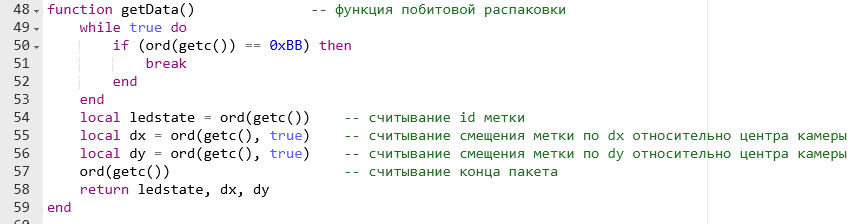 48 function getData() -- функция побитовой распаковки
49 while true do
50 if (ord(getc()) == 0xBB) then
51 break
52 end
53 end
54 local ledstate = ord(getc()) -- считывание id метки
55 local dx = ord(getc(), true) -- считывание смещения метки по dx относительно центра камеры
56 local dy = ord(getc(), true) -- считывание смещения метки по dy относительно центра камеры
57 ord(getc()) -- считывание конца пакета
58 return ledstate, dx, dy
59 end